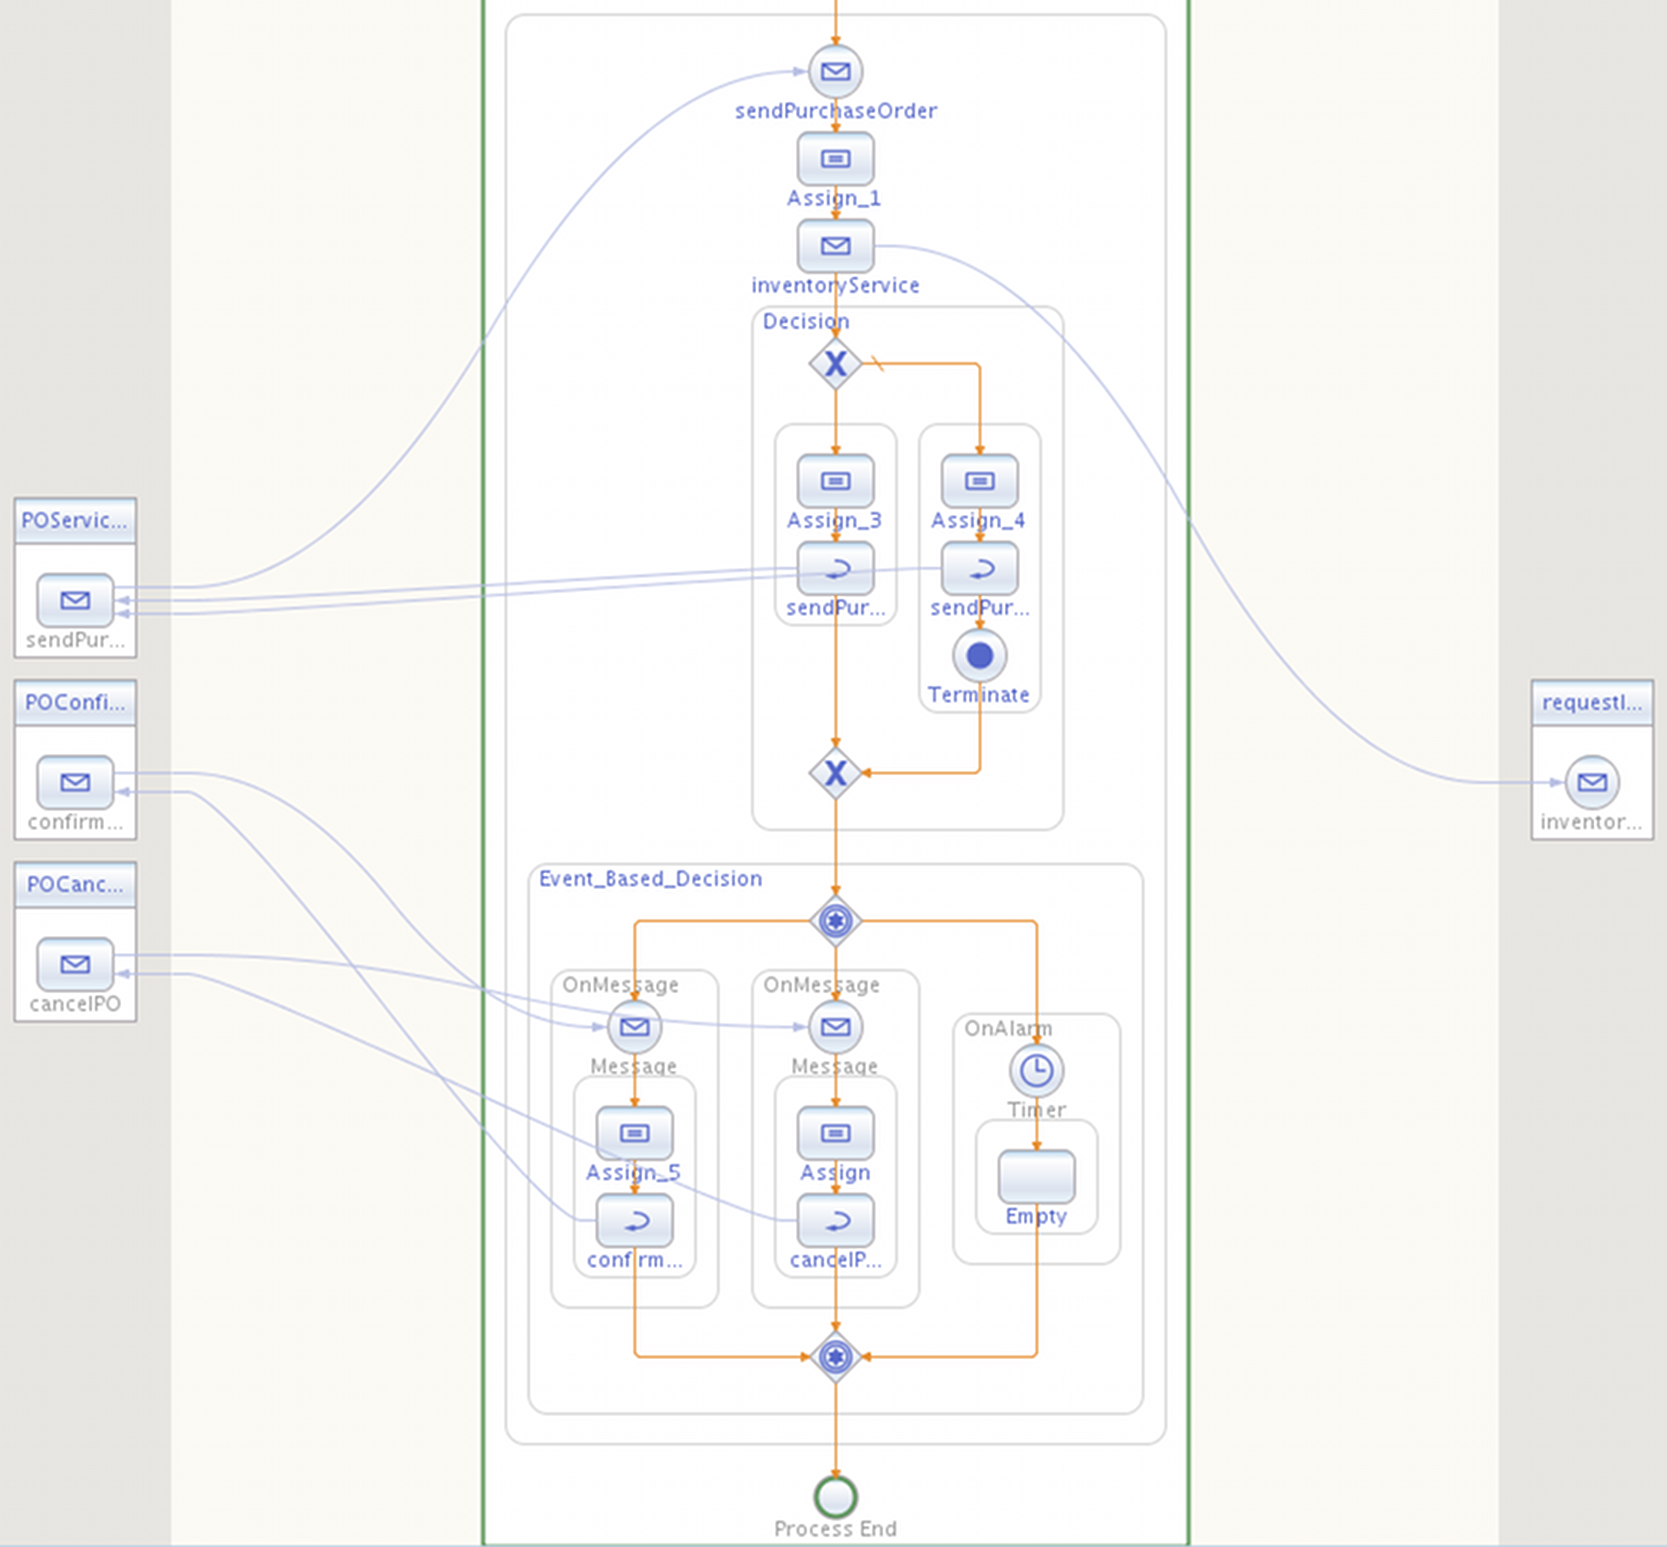 sendPurchaseOrder
Assign_1
inventoryService
Decision
X
Assign_3
Assign_4
sendPur...
sendPur...
Terminate
X
POServic...
sendPur...
POConfi...
confirm...
POCanc...
cancelPO
requestI...
inventor...
Event_Based_Decision
OnMessage
OnMessage
OnAlarm
Message
Message
Timer
Assign_5
Assign
Empty
confirm...
cancelP...
Process End